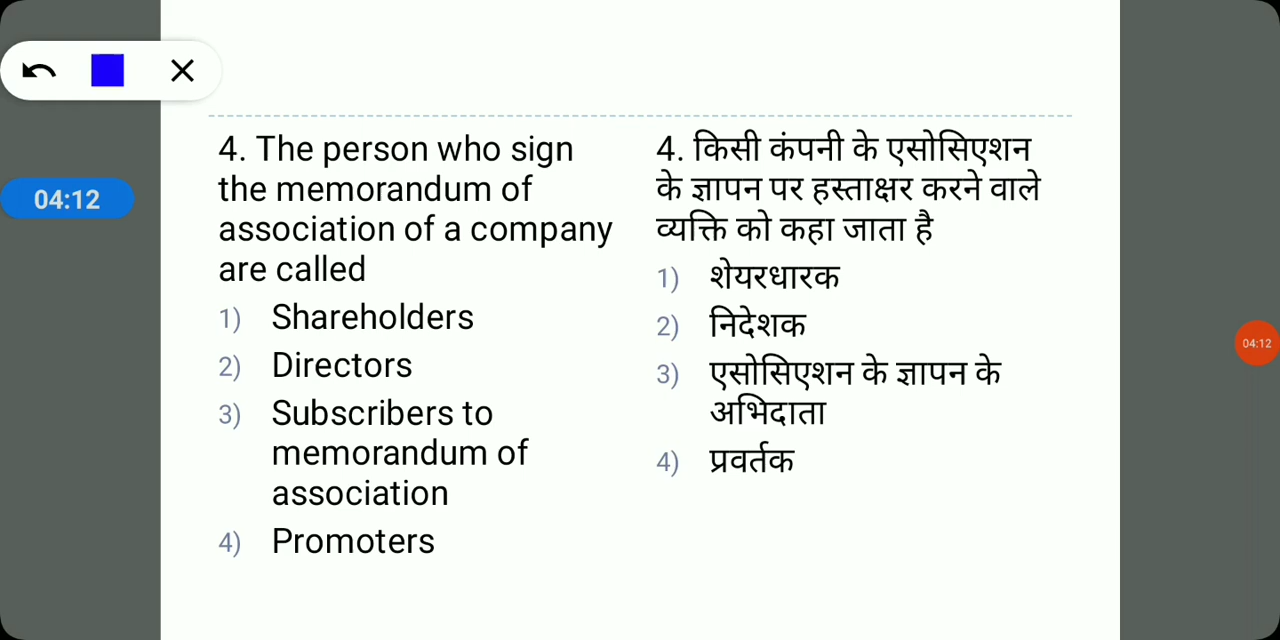 04:12
4. The person who sign
the memorandum of
association of a company
are called
1) Shareholders
2) Directors
3) Subscribers to
memorandum of
association
4) Promoters
4. किसी कंपनी के एसोसिएशन
के ज्ञापन पर हस्ताक्षर करने वाले
व्यक्ति को कहा जाता है
1) शेयरधारक
2) निदेशक
3) एसोसिएशन के ज्ञापन के
अभिदाता
4) प्रवर्तक
04:12